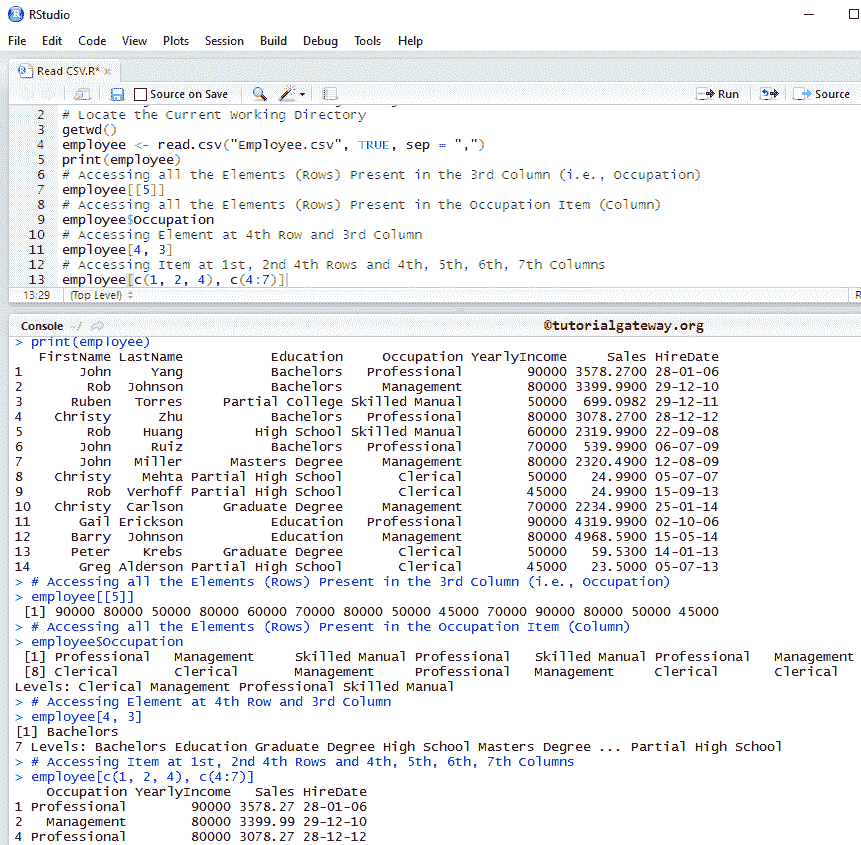 RStudio
File Edit Code View Plots Session Build Debug Tools Help
Read CSV.R*
Source on Save Run Source
2 # Locate the Current Working Directory
3 getwd()
4 employee <- read.csv("Employee.csv", TRUE, sep = ",")
5 print(employee)
6 # Accessing all the Elements (Rows) Present in the 3rd Column (i.e., Occupation)
7 employee[[5]]
8 # Accessing all the Elements (Rows) Present in the Occupation Item (Column)
9 employee$Occupation
10 # Accessing Element at 4th Row and 3rd Column
11 employee[4, 3]
12 # Accessing Item at 1st, 2nd 4th Rows and 4th, 5th, 6th, 7th Columns
13 employee[c(1, 2, 4), c(4:7)]
13:29 (Top Level) R
Console ~/ ©tutorialgateway.org
> print(employee)
FirstName LastName Education Occupation YearlyIncome Sales HireDate
1 John Yang Bachelors Professional 90000 3578.2700 28-01-06
2 Rob Johnson Bachelors Management 80000 3399.9900 29-12-10
3 Ruben Torres Partial College Skilled Manual 50000 699.0982 29-12-11
4 Christy Zhu Bachelors Professional 80000 3078.2700 28-12-12
5 Rob Huang High School Skilled Manual 60000 2319.9900 22-09-08
6 John Ruiz Bachelors Professional 70000 539.9900 06-07-09
7 John Miller Masters Degree Management 80000 2320.4900 12-08-09
8 Christy Mehta Partial High School Clerical 50000 24.9900 05-07-07
9 Rob Verhoff Partial High School Clerical 45000 24.9900 15-09-13
10 Christy Carlson Graduate Degree Management 70000 2234.9900 25-01-14
11 Gail Erickson Education Professional 90000 4319.9900 02-10-06
12 Barry Johnson Education Management 80000 4968.5900 15-05-14
13 Peter Krebs Graduate Degree Clerical 50000 59.5300 14-01-13
14 Greg Alderson Partial High School Clerical 45000 23.5000 05-07-13
> # Accessing all the Elements (Rows) Present in the 3rd Column (i.e., Occupation)
> employee[[5]]
[1] 90000 80000 50000 80000 60000 70000 80000 50000 45000 70000 90000 80000 50000 45000
> # Accessing all the Elements (Rows) Present in the Occupation Item (Column)
> employee$Occupation
[1] Professional Management Skilled Manual Professional Skilled Manual Professional Management
[8] Clerical Clerical Management Professional Management Clerical Clerical
Levels: Clerical Management Professional Skilled Manual
> # Accessing Element at 4th Row and 3rd Column
> employee[4, 3]
[1] Bachelors
7 Levels: Bachelors Education Graduate Degree High School Masters Degree ... Partial High School
> # Accessing Item at 1st, 2nd 4th Rows and 4th, 5th, 6th, 7th Columns
> employee[c(1, 2, 4), c(4:7)]
Occupation YearlyIncome Sales HireDate
1 Professional 90000 3578.27 28-01-06
2 Management 80000 3399.99 29-12-10
4 Professional 80000 3078.27 28-12-12